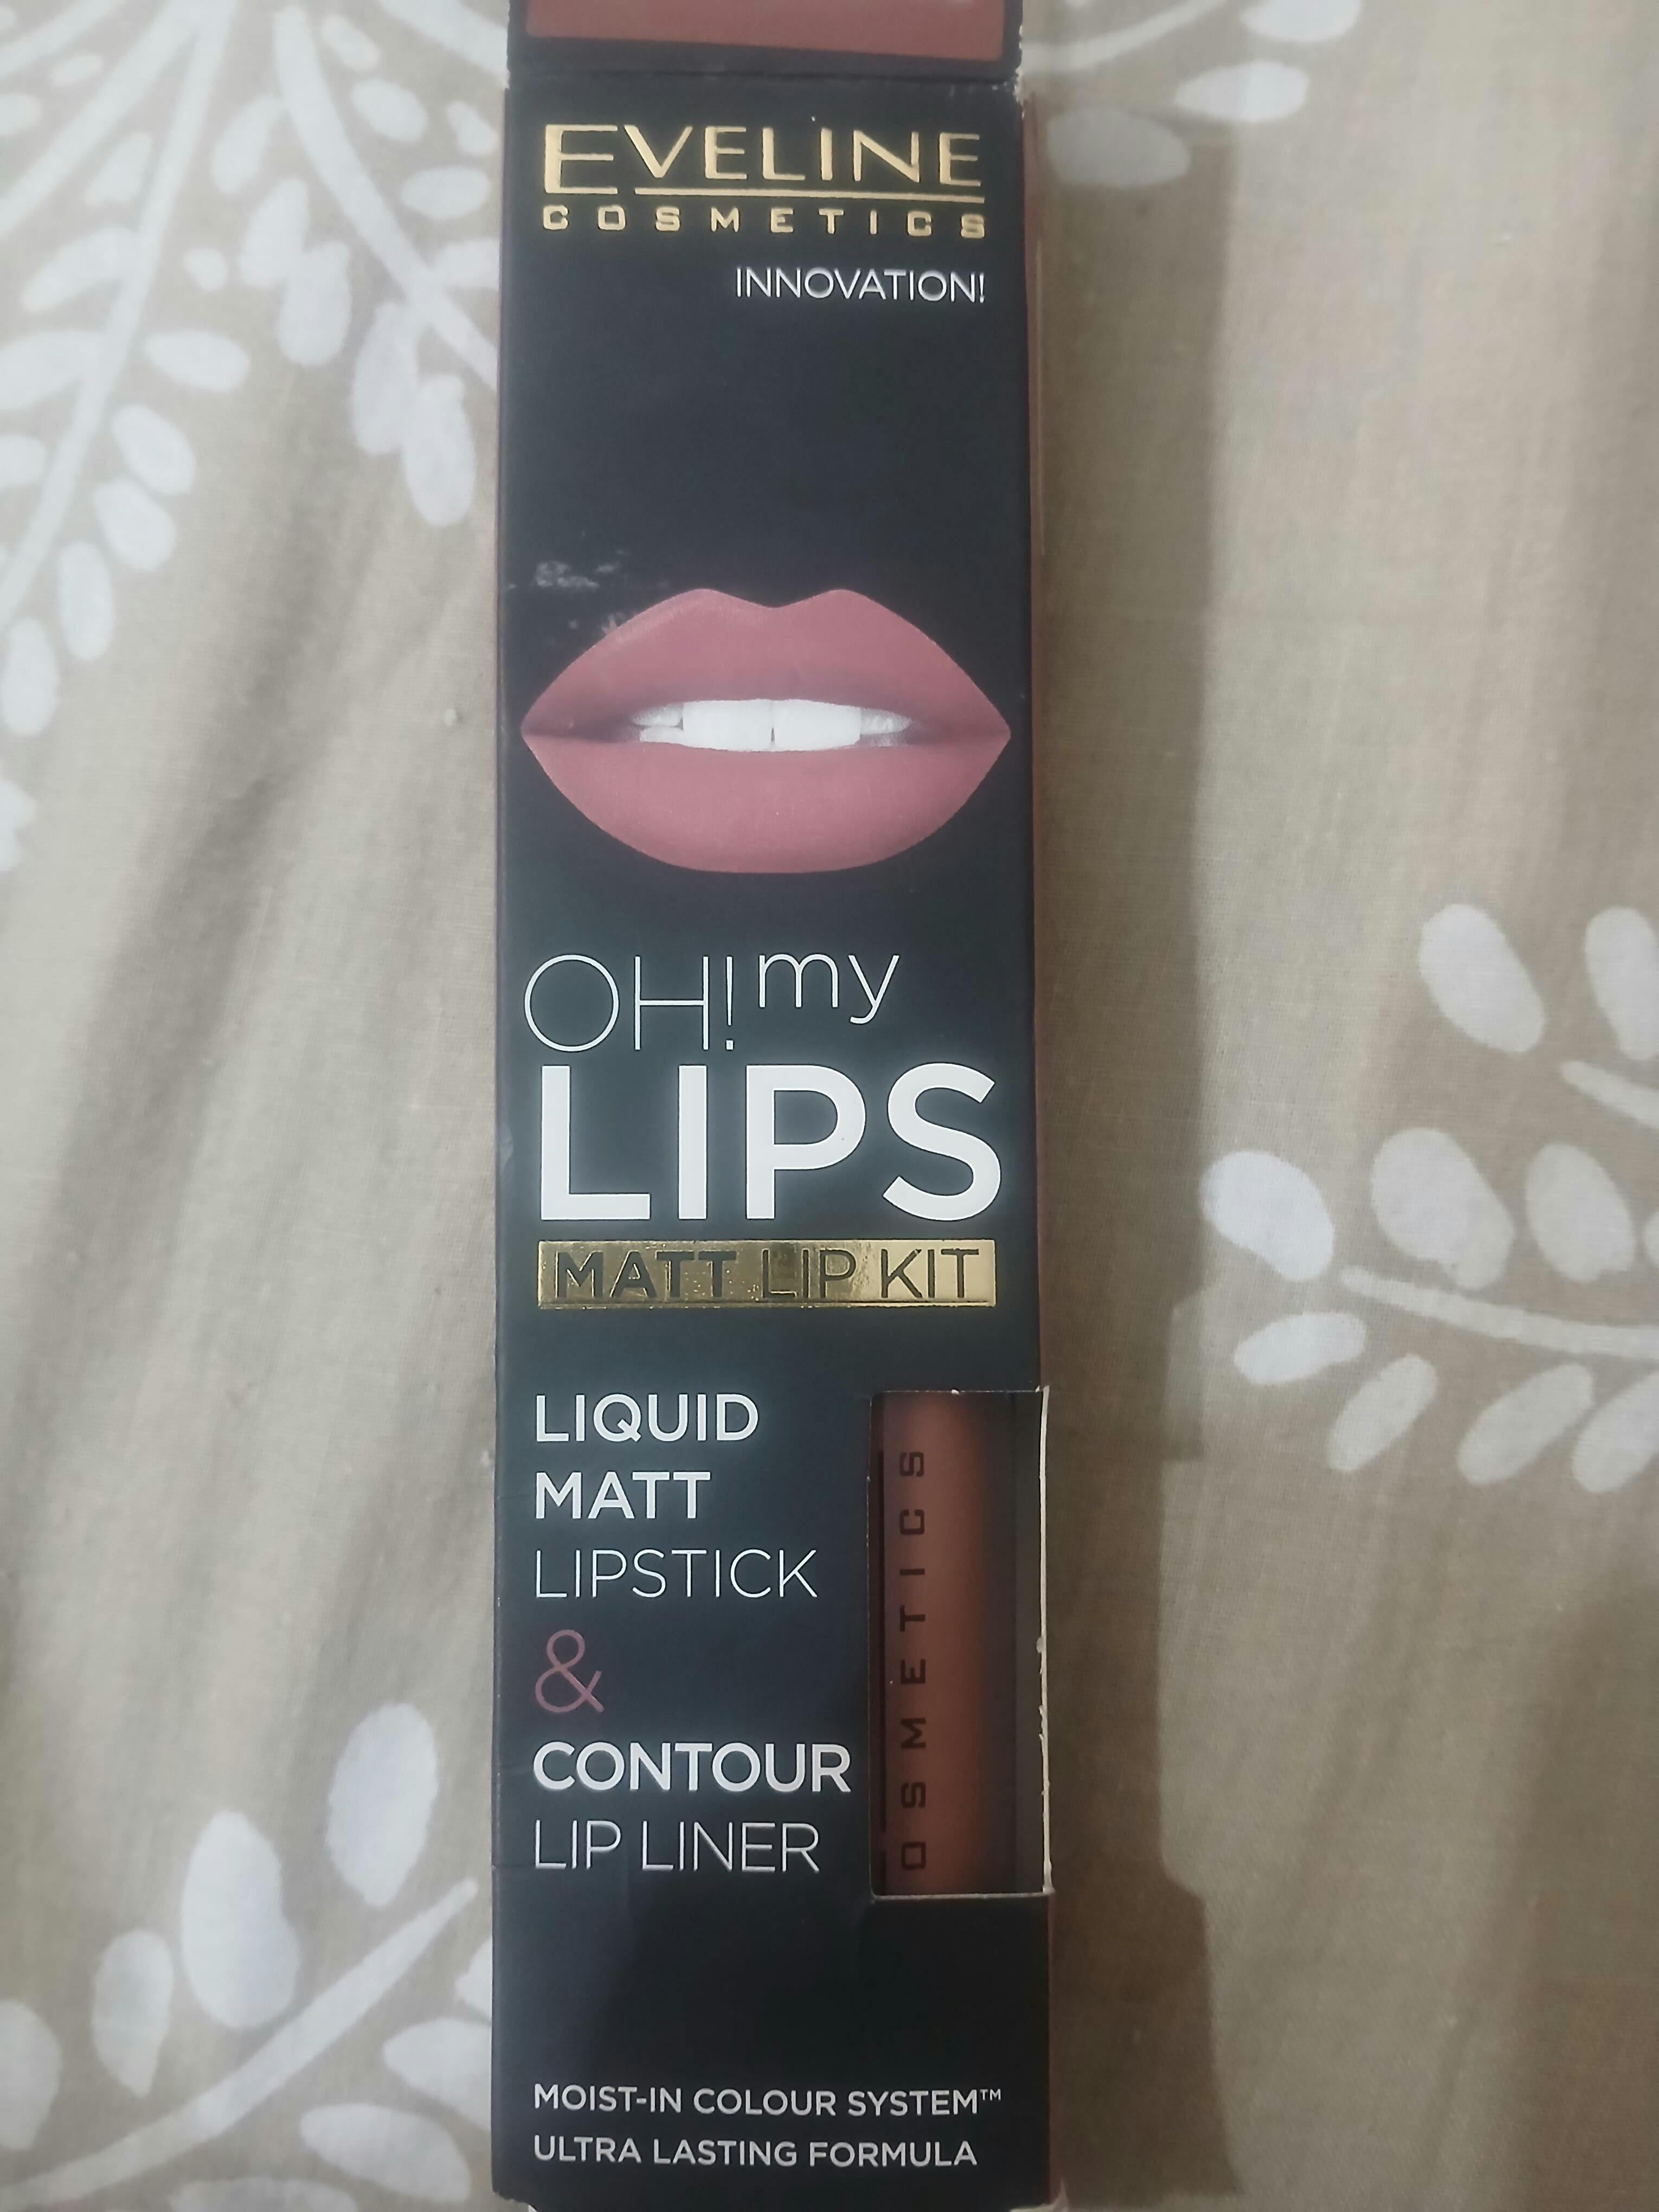 EVELINE
COSMETICS
INNOVATION!
OH! my
LIPS
MATT LIP KIT
LIQUID
MATT
LIPSTICK
&
CONTOUR
LIP LINER
OSMETICS
MOIST-IN COLOUR SYSTEM™
ULTRA LASTING FORMULA